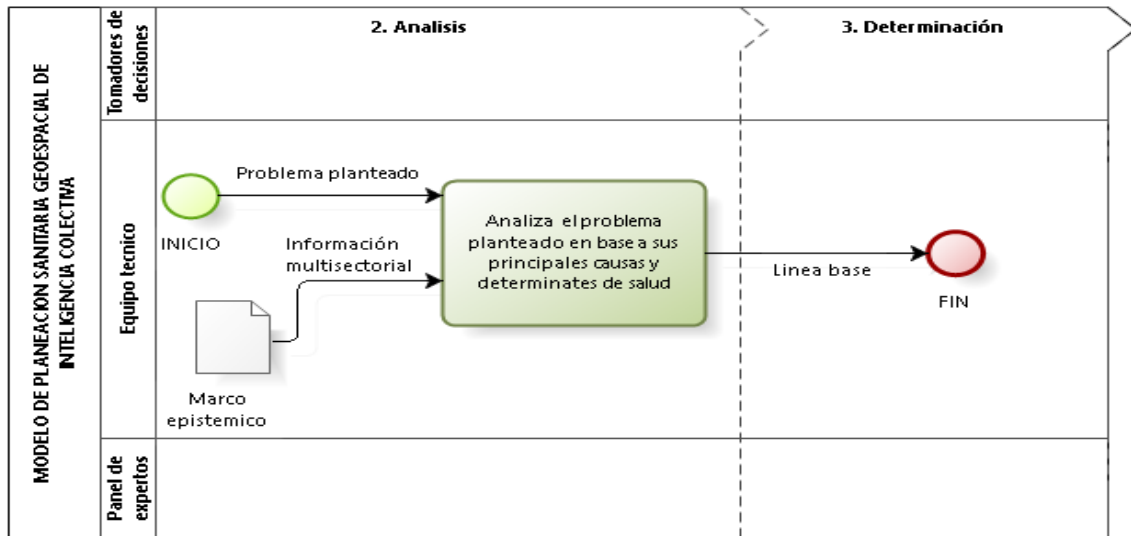 MODELO DE PLANEACION SANITARIA GEOESPACIAL DE
INTELIGENCIA COLECTIVA
Tomadores de
decisiones
Equipo tecnico
Panel de
expertos
2. Analisis
3. Determinación
INICIO
Problema planteado
Información
multisectorial
Marco
epistemico
Analiza el problema
planteado en base a sus
principales causas y
determinates de salud
Linea base
FIN